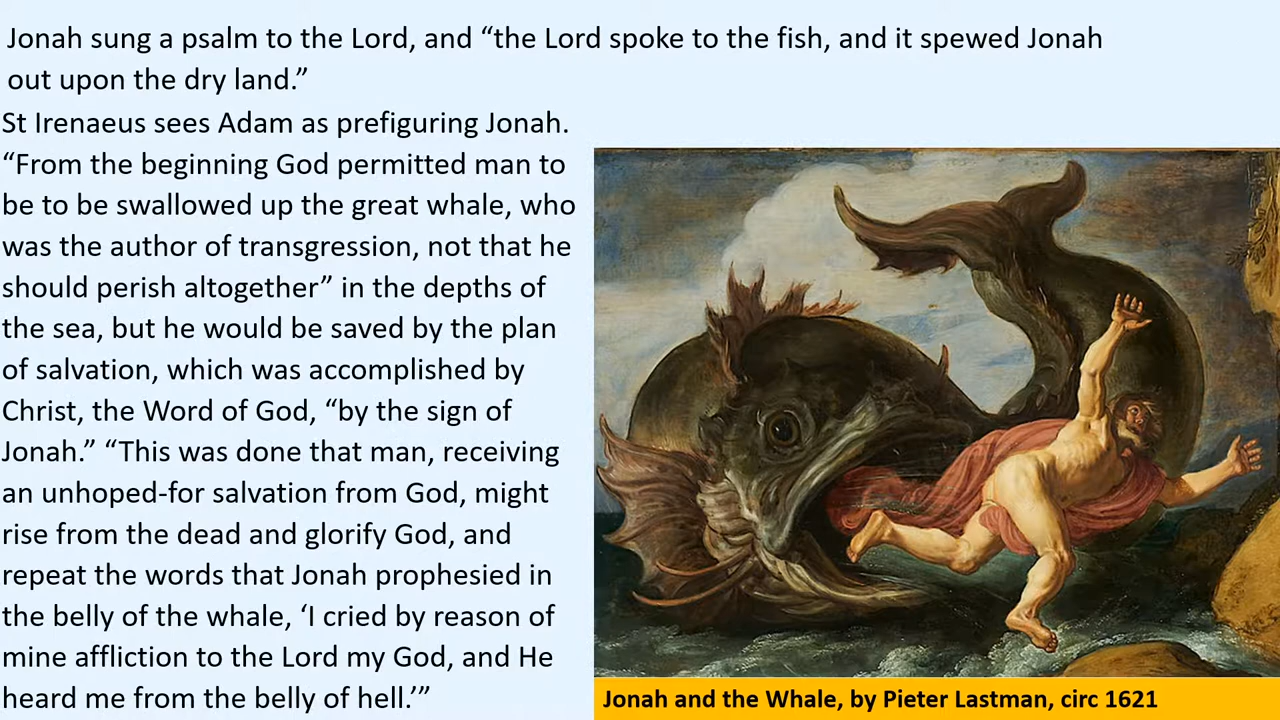 Jonah sung a psalm to the Lord, and “the Lord spoke to the fish, and it spewed Jonah
out upon the dry land.”
St Irenaeus sees Adam as prefiguring Jonah.
“From the beginning God permitted man to
be to be swallowed up the great whale, who
was the author of transgression, not that he
should perish altogether” in the depths of
the sea, but he would be saved by the plan
of salvation, which was accomplished by
Christ, the Word of God, “by the sign of
Jonah.” “This was done that man, receiving
an unhoped-for salvation from God, might
rise from the dead and glorify God, and
repeat the words that Jonah prophesied in
the belly of the whale, ‘I cried by reason of
mine affliction to the Lord my God, and He
heard me from the belly of hell.’”
Jonah and the Whale, by Pieter Lastman, circ 1621